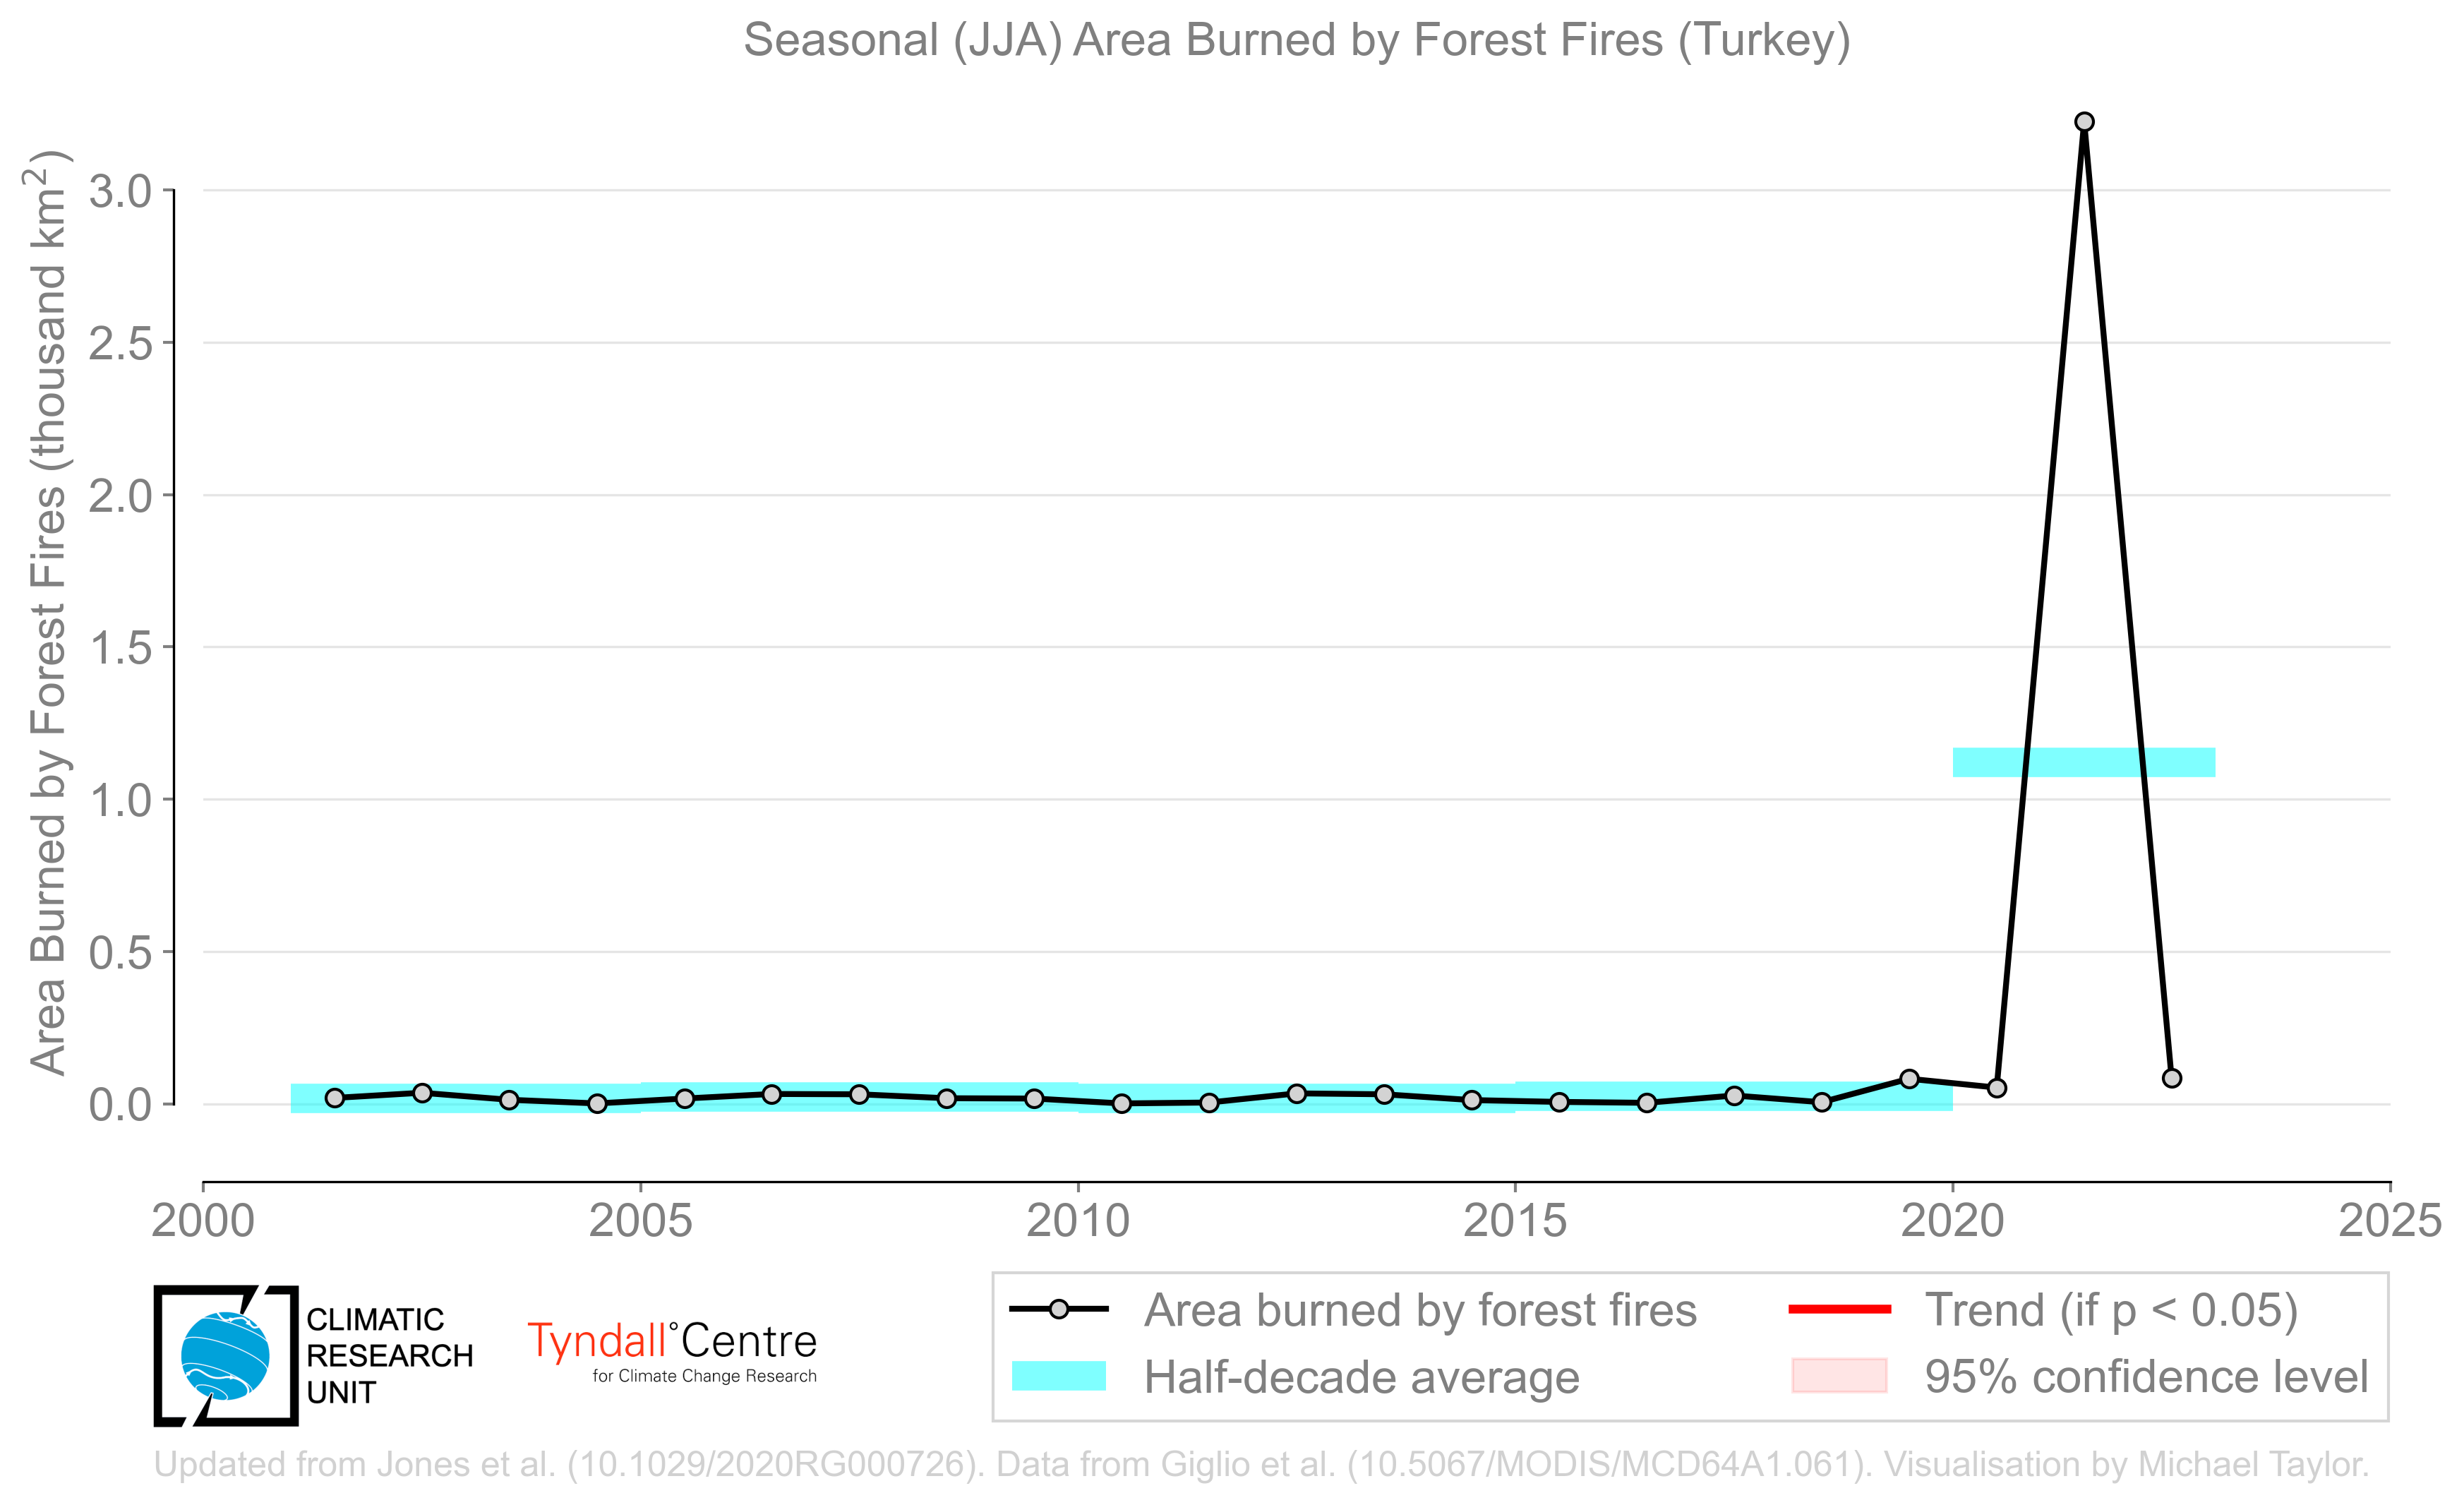 Seasonal (JJA) Area Burned by Forest Fires (Turkey)
Area Burned by Forest Fires (thousand km²)
3.0
2.5
2.0
1.5
1.0
0.5
0.0
2000
2005
2010
2015
2020
2025
CLIMATIC
RESEARCH
UNIT
Tyndall°Centre
for Climate Change Research
Area burned by forest fires
Half-decade average
Trend (if p < 0.05)
95% confidence level
Updated from Jones et al. (10.1029/2020RG000726). Data from Giglio et al. (10.5067/MODIS/MCD64A1.061). Visualisation by Michael Taylor.